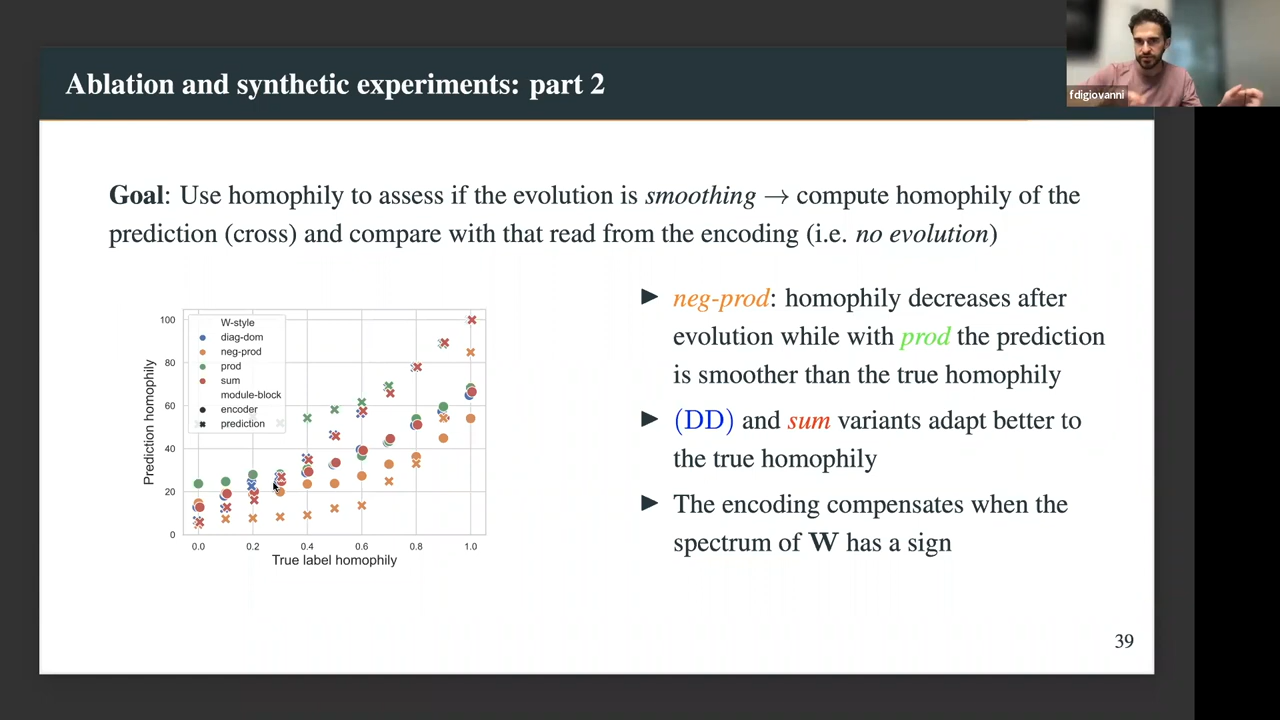 Ablation and synthetic experiments: part 2
fdigiovanni
Goal: Use homophily to assess if the evolution is smoothing → compute homophily of the
prediction (cross) and compare with that read from the encoding (i.e. no evolution)
100
80
60
40
20
0
Prediction homophily
W-style
diag-dom
neg-prod
prod
sum
module-block
encoder
prediction
0.0 0.2 0.4 0.6 0.8 1.0
True label homophily
► neg-prod: homophily decreases after
evolution while with prod the prediction
is smoother than the true homophily
► (DD) and sum variants adapt better to
the true homophily
► The encoding compensates when the
spectrum of W has a sign
39